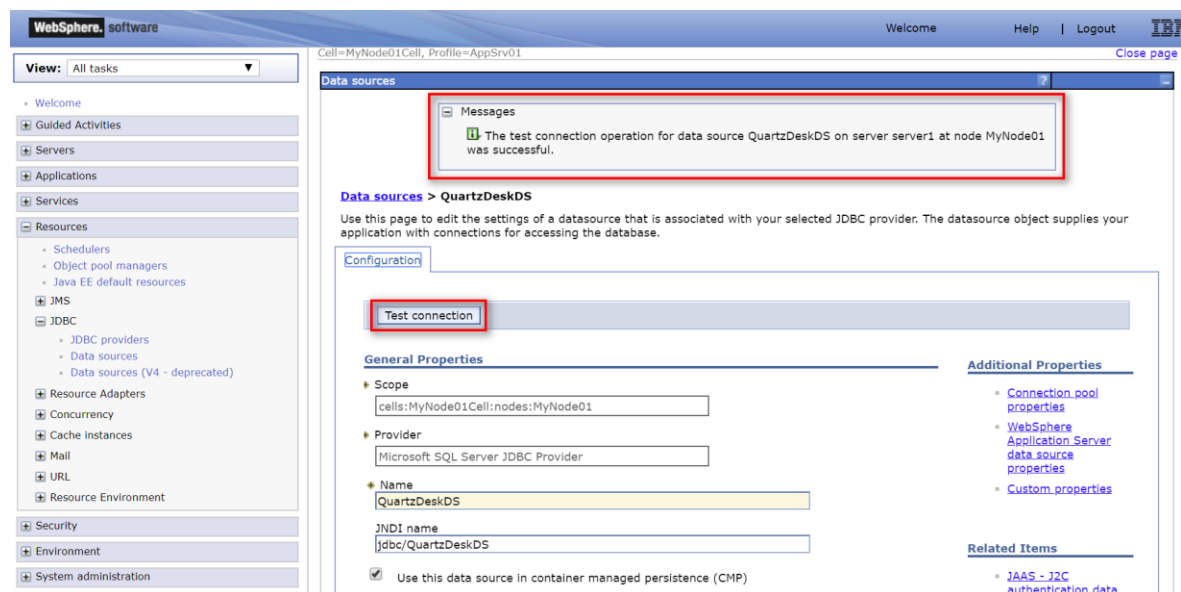 WebSphere. software
Welcome
Help | Logout
IBM
View: All tasks
Cell=MyNode01Cell, Profile=AppSrv01
Close page
Welcome
Guided Activities
Servers
Applications
Services
Resources
Schedulers
Object pool managers
Java EE default resources
JMS
JDBC
JDBC providers
Data sources
Data sources (V4 - deprecated)
Resource Adapters
Concurrency
Cache instances
Mail
URL
Resource Environment
Security
Environment
System administration
Data sources
?
Messages
The test connection operation for data source QuartzDeskDS on server server1 at node MyNode01
was successful.
Data sources > QuartzDeskDS
Use this page to edit the settings of a datasource that is associated with your selected JDBC provider. The datasource object supplies your
application with connections for accessing the database.
Configuration
Test connection
General Properties
Scope
cells:MyNode01Cell:nodes:MyNode01
Provider
Microsoft SQL Server JDBC Provider
Name
QuartzDeskDS
JNDI name
jdbc/QuartzDeskDS
Use this data source in container managed persistence (CMP)
Additional Properties
Connection pool
properties
WebSphere
Application Server
data source
properties
Custom properties
Related Items
JAAS - J2C
authentication data